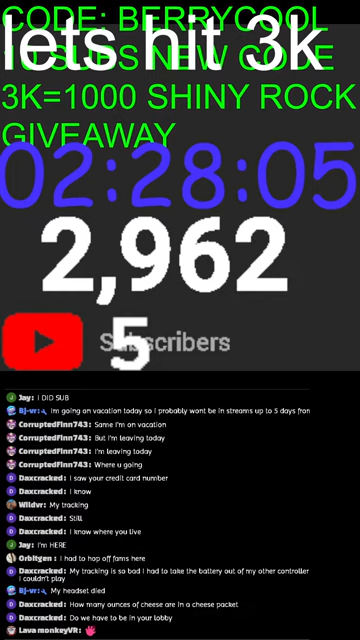 CODE: BERRYCOOL
lets hit 3k
SUBS NEW CODE
3K=1000 SHINY ROCK
GIVEAWAY
02:28:05
2,962
5
Subscribers
Jay: I DID SUB
Bj-vr: im going on vacation today so i probably wont be in streams up to 5 days fron
CorruptedFinn743: Same I'm on vacation
CorruptedFinn743: But I'm leaving today
CorruptedFinn743: I'm leaving today
CorruptedFinn743: Where u going
Daxcracked: I saw your credit card number
Daxcracked: I know
Wildvr: My tracking
Daxcracked: Still
Daxcracked: I know where you live
Jay: I'm HERE
Orbitgen: I had to hop off fams here
Daxcracked: My tracking is so bad I had to take the battery out of my other controller
I couldn't play
Bj-vr: My headset died
Daxcracked: How many ounces of cheese are in a cheese packet
Daxcracked: Do we have to be in your lobby
Lava monkeyVR: